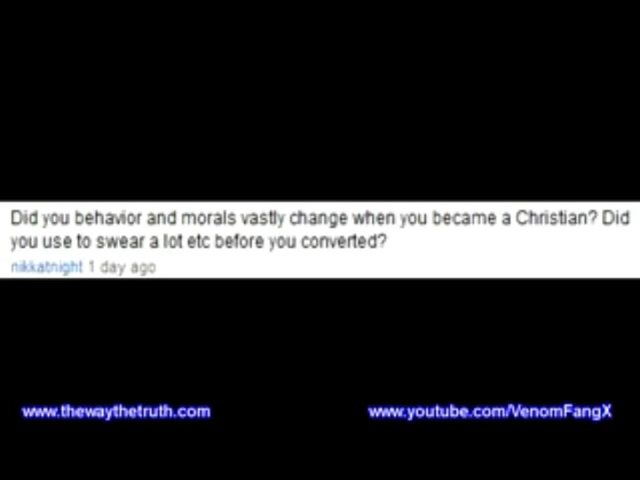 Did you behavior and morals vastly change when you became a Christian? Did
you use to swear a lot etc before you converted?
nikkatnight 1 day ago
www.thewaythetruth.com
www.youtube.com/VenomFangX